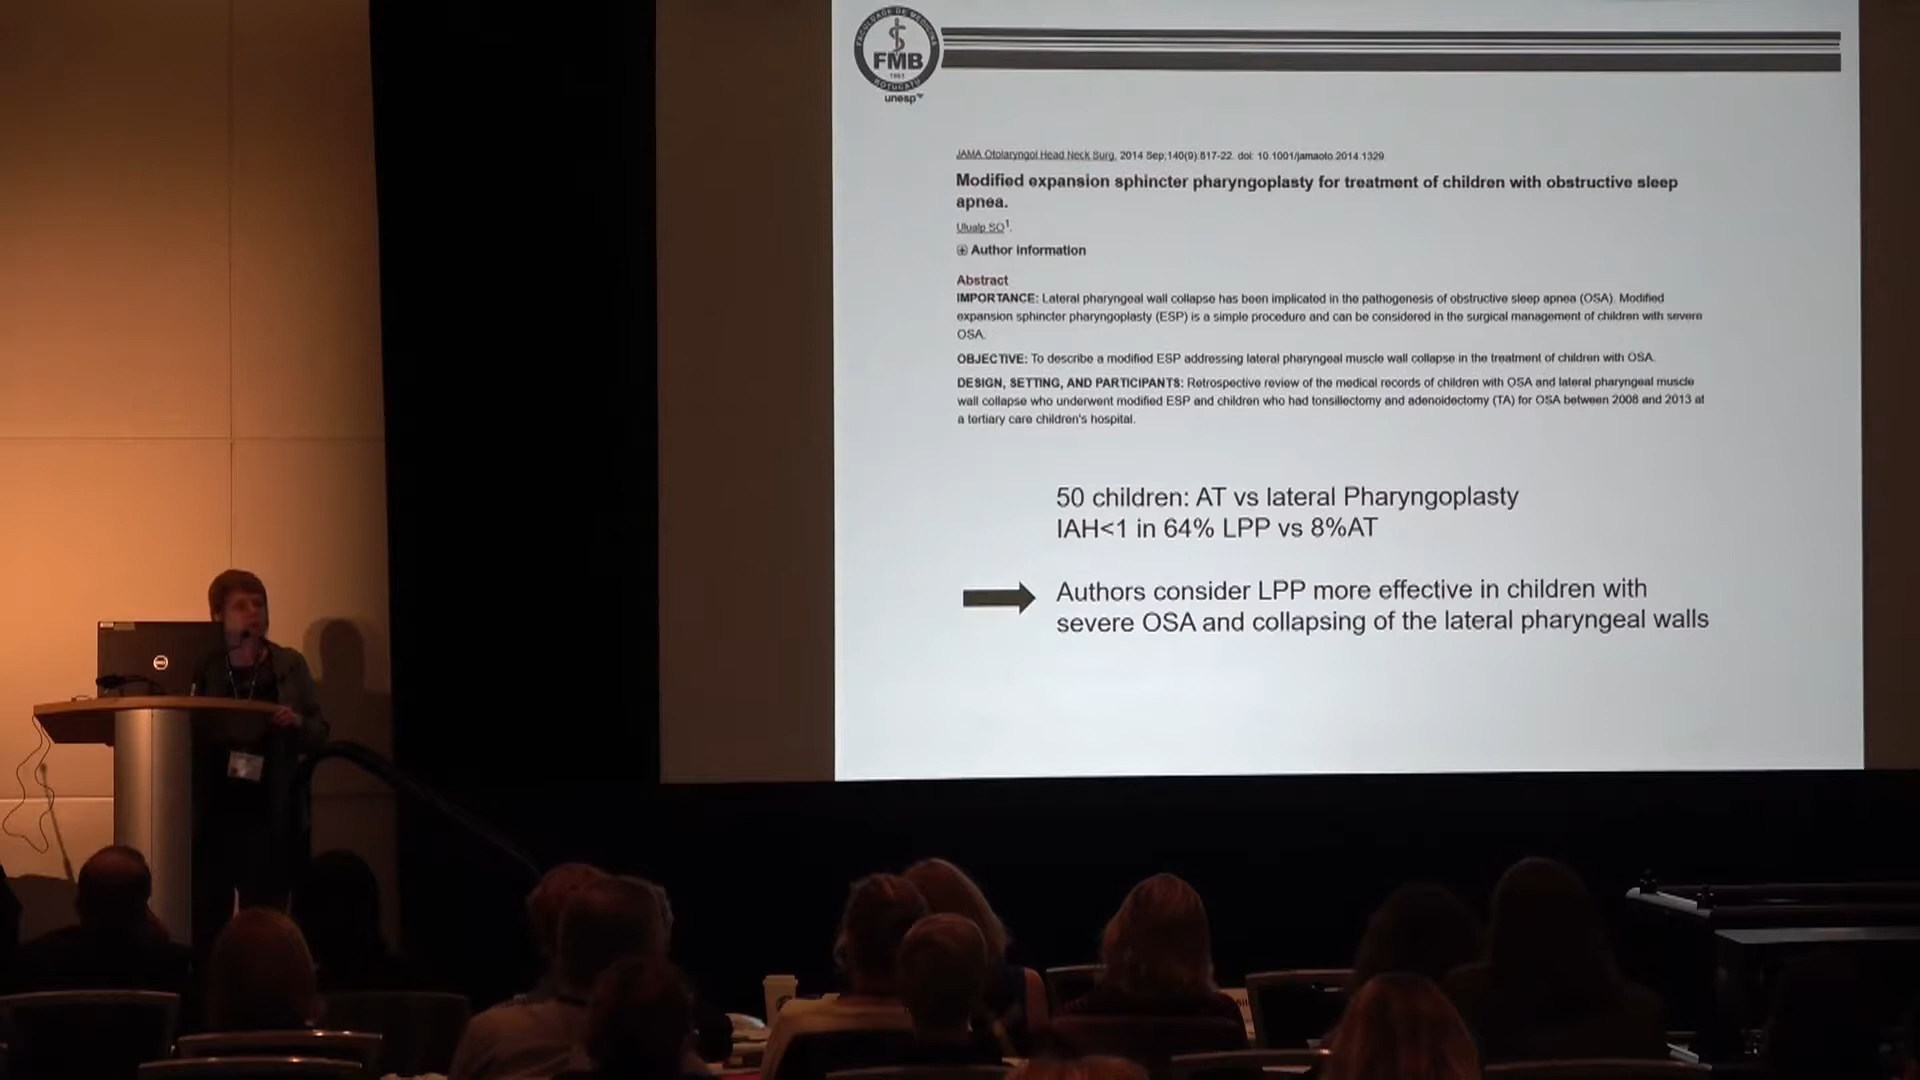 FACULDADE DE MEDICINA
FMB
1963
BOTUCATU
unesp
JAMA Otolaryngol Head Neck Surg. 2014 Sep;140(9):817-22. doi: 10.1001/jamaoto.2014.1329.
Modified expansion sphincter pharyngoplasty for treatment of children with obstructive sleep
apnea.
Ulualp SO1.
Author information
Abstract
IMPORTANCE: Lateral pharyngeal wall collapse has been implicated in the pathogenesis of obstructive sleep apnea (OSA). Modified
expansion sphincter pharyngoplasty (ESP) is a simple procedure and can be considered in the surgical management of children with severe
OSA.
OBJECTIVE: To describe a modified ESP addressing lateral pharyngeal muscle wall collapse in the treatment of children with OSA.
DESIGN, SETTING, AND PARTICIPANTS: Retrospective review of the medical records of children with OSA and lateral pharyngeal muscle
wall collapse who underwent modified ESP and children who had tonsillectomy and adenoidectomy (TA) for OSA between 2008 and 2013 at
a tertiary care children's hospital.
50 children: AT vs lateral Pharyngoplasty
IAH<1 in 64% LPP vs 8%AT
Authors consider LPP more effective in children with
severe OSA and collapsing of the lateral pharyngeal walls
DELL